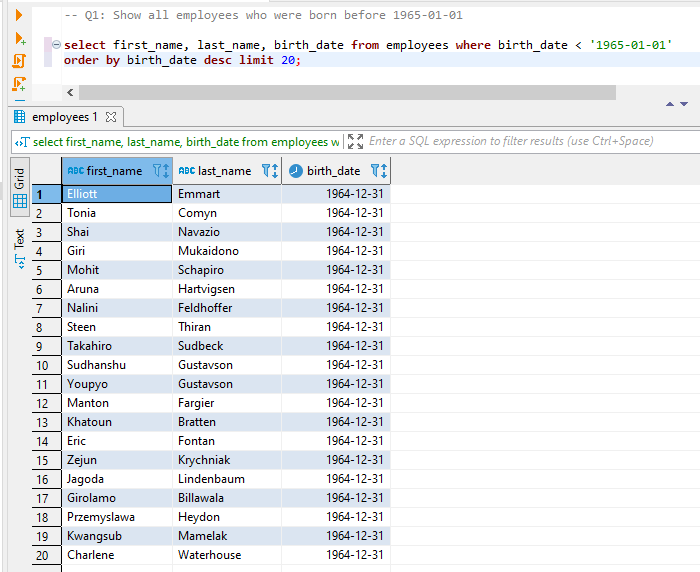 -- Q1: Show all employees who were born before 1965-01-01
select first_name, last_name, birth_date from employees where birth_date < '1965-01-01'
order by birth_date desc limit 20;
employees 1
select first_name, last_name, birth_date from employees w
Enter a SQL expression to filter results (use Ctrl+Space)
Grid
Text
ABC first_name ABC last_name birth_date
1 Elliott Emmart 1964-12-31
2 Tonia Comyn 1964-12-31
3 Shai Navazio 1964-12-31
4 Giri Mukaidono 1964-12-31
5 Mohit Schapiro 1964-12-31
6 Aruna Hartvigsen 1964-12-31
7 Nalini Feldhoffer 1964-12-31
8 Steen Thiran 1964-12-31
9 Takahiro Sudbeck 1964-12-31
10 Sudhanshu Gustavson 1964-12-31
11 Youpyo Gustavson 1964-12-31
12 Manton Fargier 1964-12-31
13 Khatoun Bratten 1964-12-31
14 Eric Fontan 1964-12-31
15 Zejun Krychniak 1964-12-31
16 Jagoda Lindenbaum 1964-12-31
17 Girolamo Billawala 1964-12-31
18 Przemyslawa Heydon 1964-12-31
19 Kwangsub Mamelak 1964-12-31
20 Charlene Waterhouse 1964-12-31